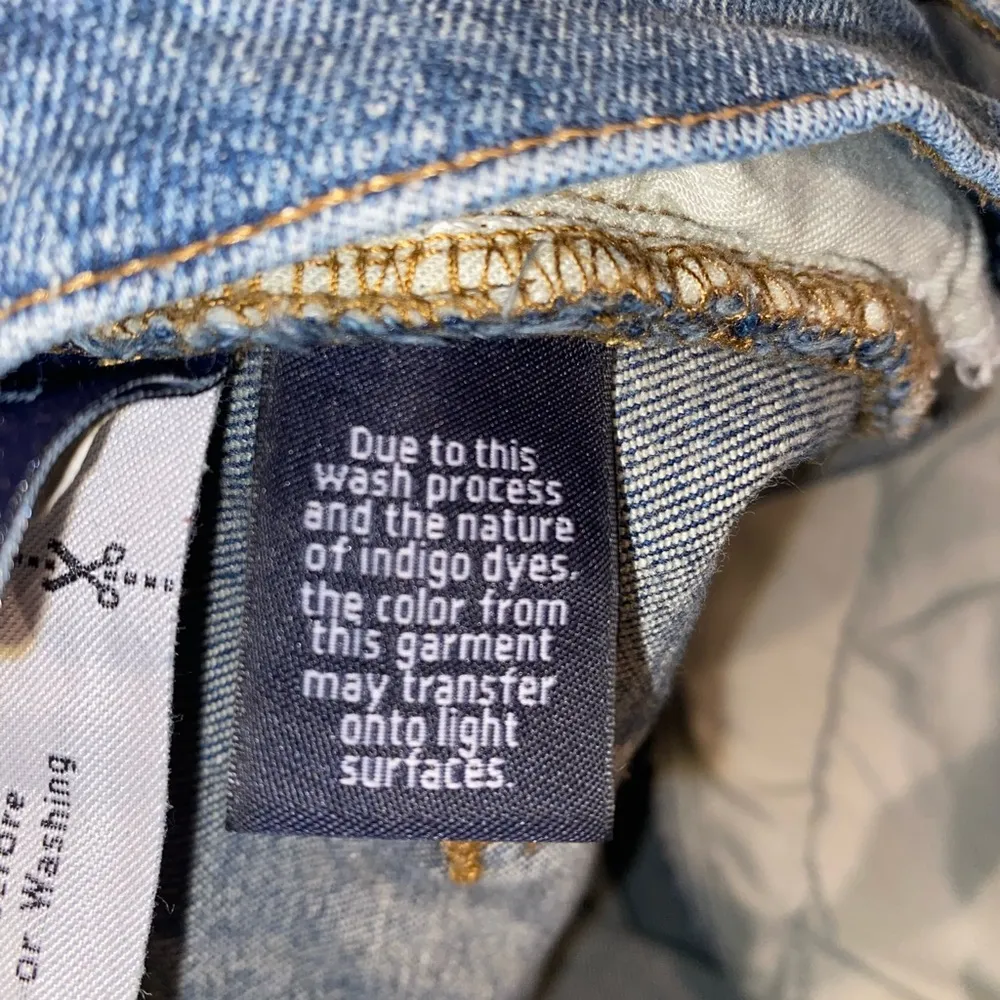 Due to this
wash process
and the nature
of indigo dyes,
the color from
this garment
may transfer
onto light
surfaces.
or Washing